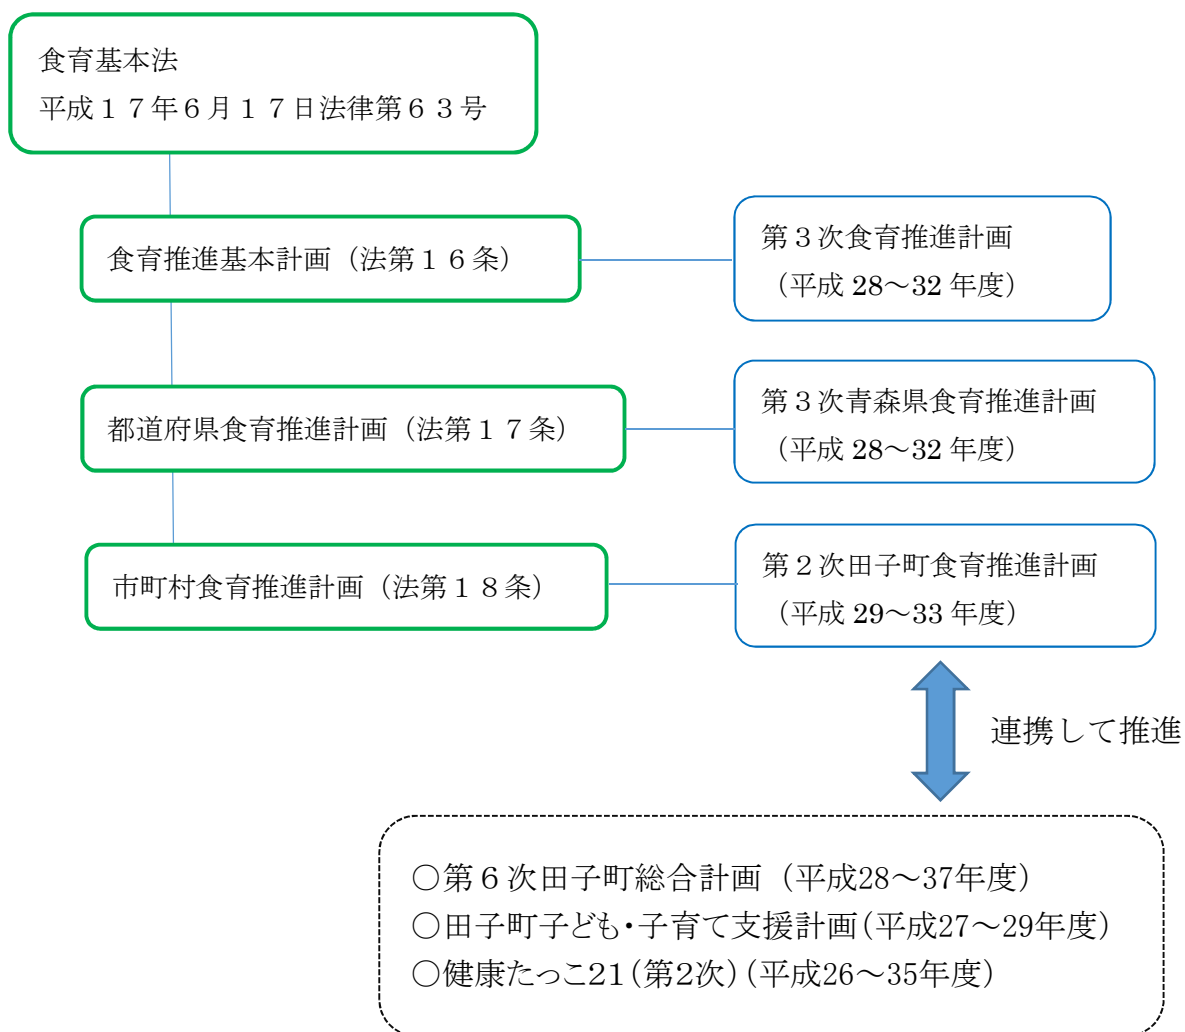 食育基本法
平成１７年６月１７日法律第６３号
食育推進基本計画（法第１６条）
第３次食育推進計画
（平成 28～32 年度）
都道府県食育推進計画（法第１７条）
第３次青森県食育推進計画
（平成 28～32 年度）
市町村食育推進計画（法第１８条）
第２次田子町食育推進計画
（平成 29～33 年度）
連携して推進
○第６次田子町総合計画（平成28～37年度）
○田子町子ども・子育て支援計画（平成27～29年度）
○健康たっこ21（第2次）（平成26～35年度）